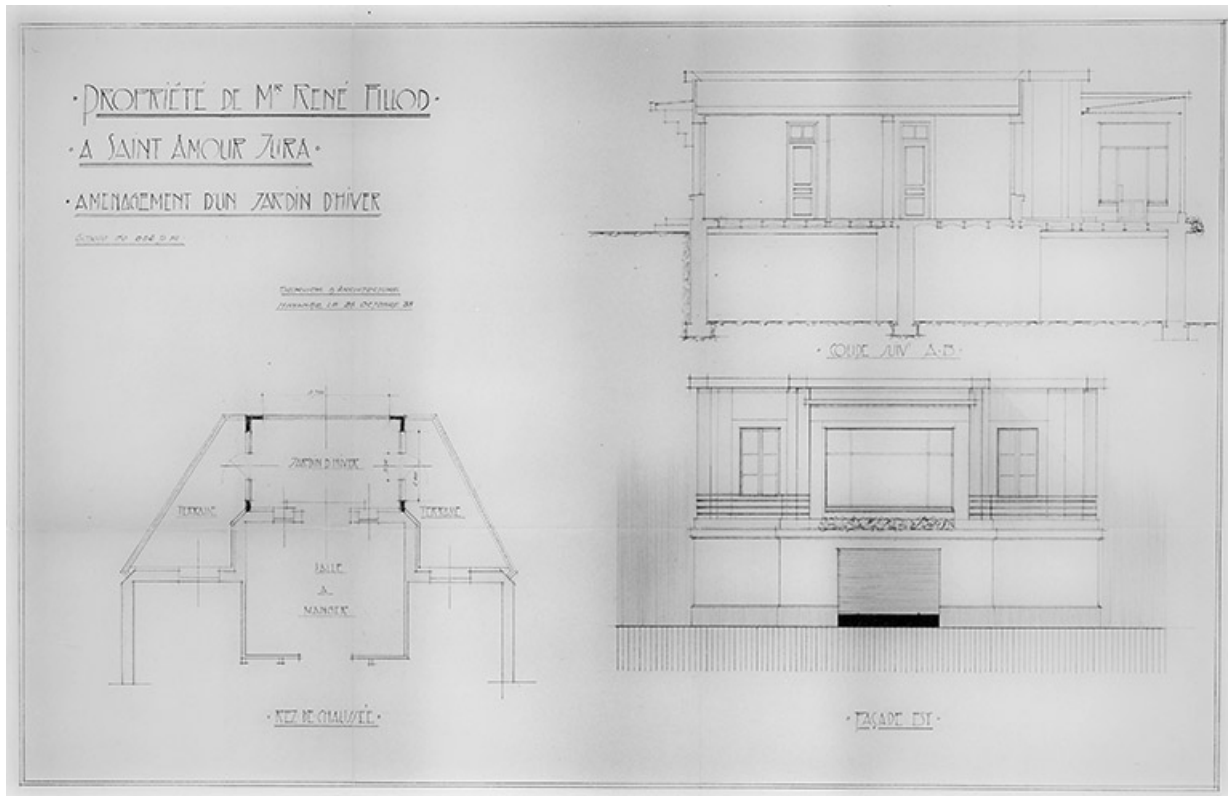 · PROPRIÉTÉ DE MR RENÉ FILLOD ·
· A SAINT AMOUR JURA ·
· AMENAGEMENT D'UN JARDIN D'HIVER
JARDIN D'HIVER
TERRASSE
TERRASSE
SALLE
A
MANGER
· REZ DE CHAUSSÉE ·
· COUPE SUIVT A-B ·
· FAÇADE EST ·